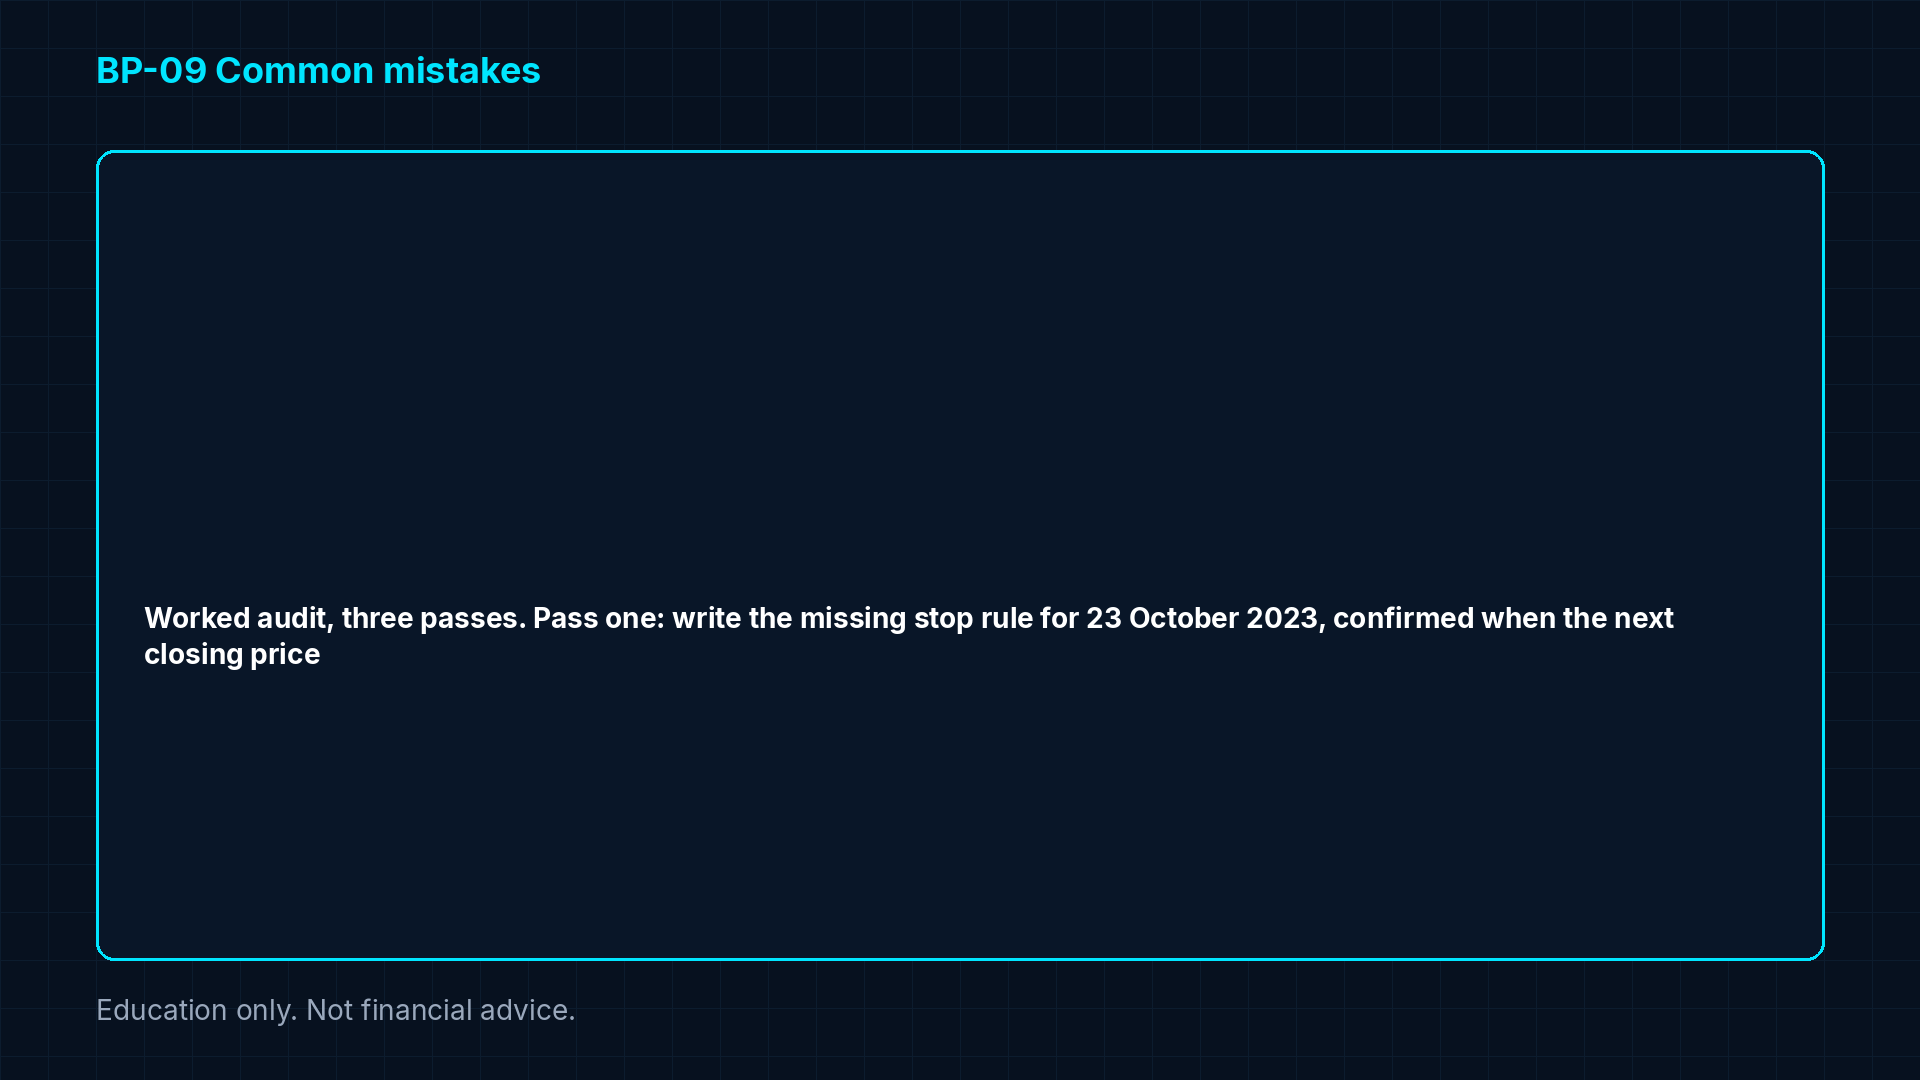 BP-09 Common mistakes
Worked audit, three passes. Pass one: write the missing stop rule for 23 October 2023, confirmed when the next
closing price
Education only. Not financial advice.